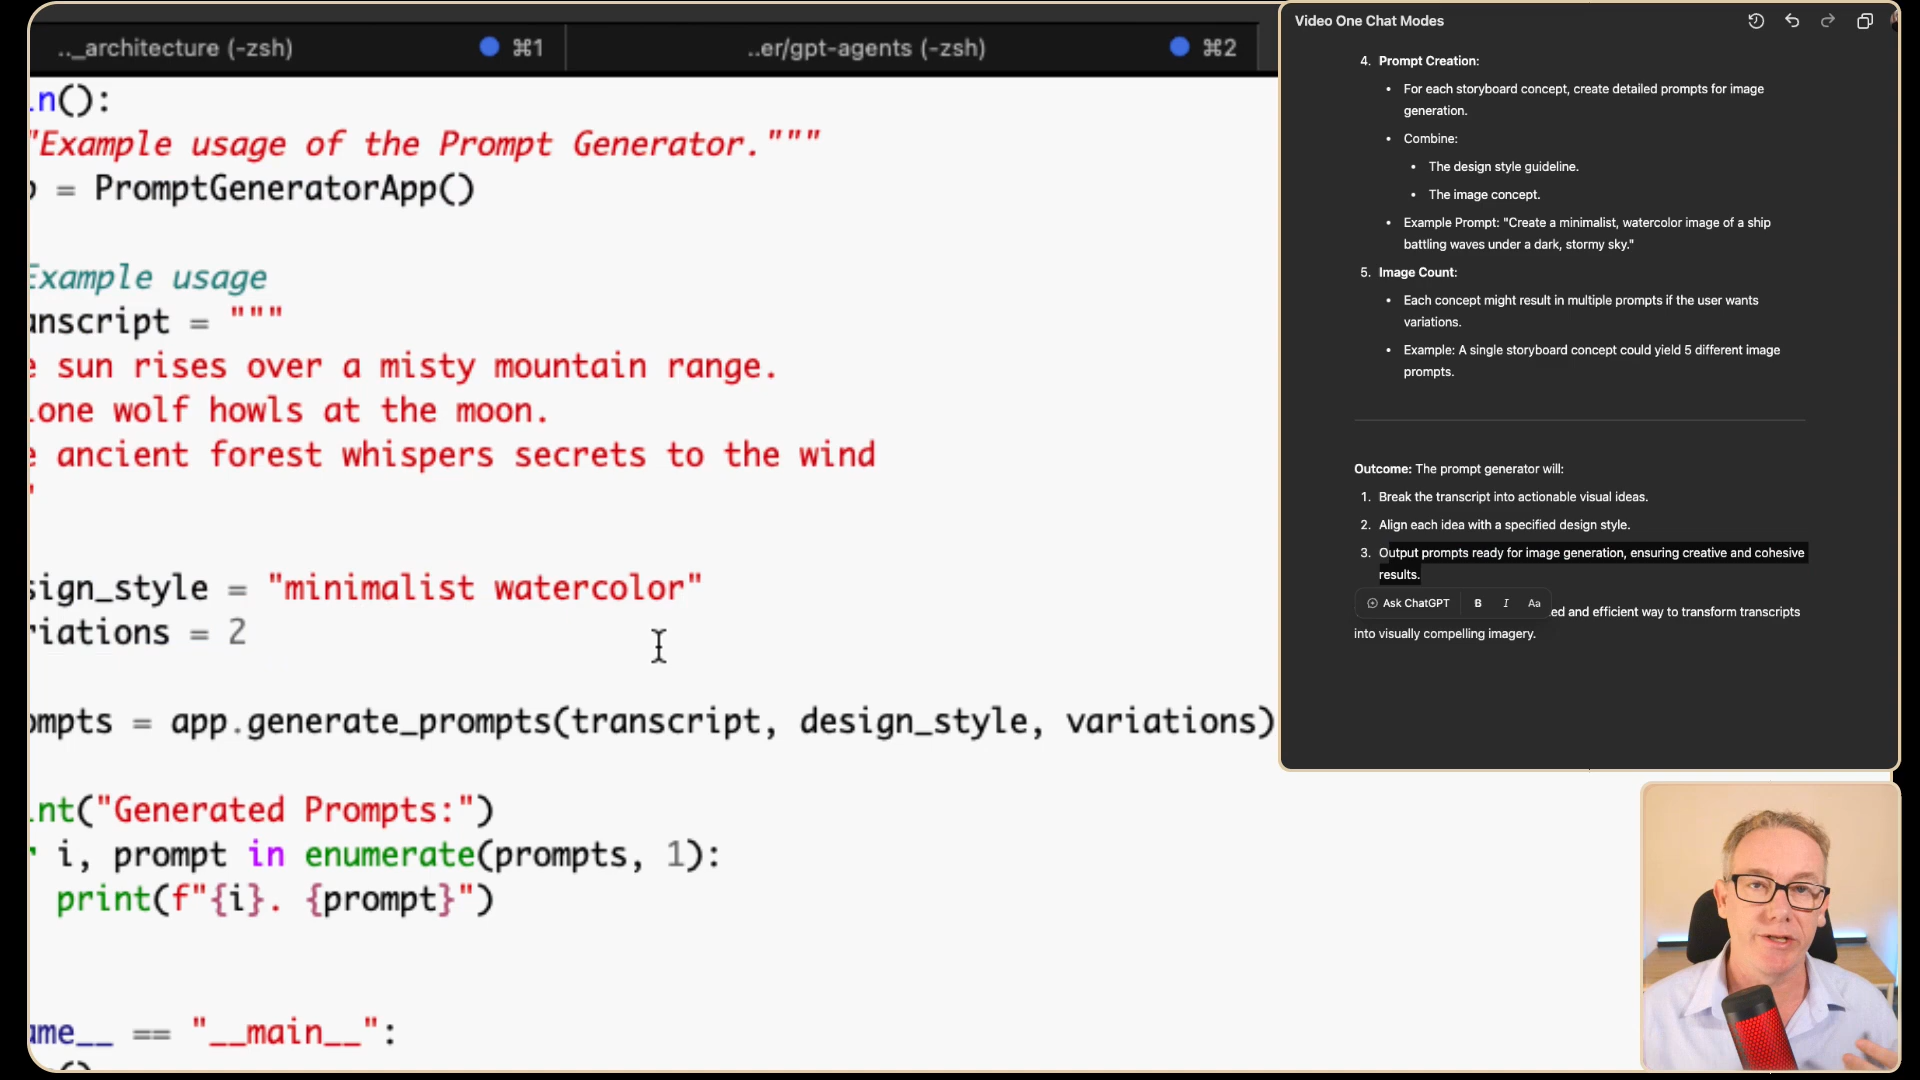 .._architecture (-zsh) ⌘1 ..er/gpt-agents (-zsh) ⌘2
in():
"Example usage of the Prompt Generator."""
= PromptGeneratorApp()
Example usage
anscript = """
e sun rises over a misty mountain range.
lone wolf howls at the moon.
e ancient forest whispers secrets to the wind
"
sign_style = "minimalist watercolor"
riations = 2
ompts = app.generate_prompts(transcript, design_style, variations)
int("Generated Prompts:")
r i, prompt in enumerate(prompts, 1):
print(f"{i}. {prompt}")
ame__ == "__main__":
Video One Chat Modes
4. Prompt Creation:
• For each storyboard concept, create detailed prompts for image
generation.
• Combine:
• The design style guideline.
• The image concept.
• Example Prompt: "Create a minimalist, watercolor image of a ship
battling waves under a dark, stormy sky."
5. Image Count:
• Each concept might result in multiple prompts if the user wants
variations.
• Example: A single storyboard concept could yield 5 different image
prompts.
Outcome: The prompt generator will:
1. Break the transcript into actionable visual ideas.
2. Align each idea with a specified design style.
3. Output prompts ready for image generation, ensuring creative and cohesive
results.
Ask ChatGPT B I Aa
ed and efficient way to transform transcripts
into visually compelling imagery.